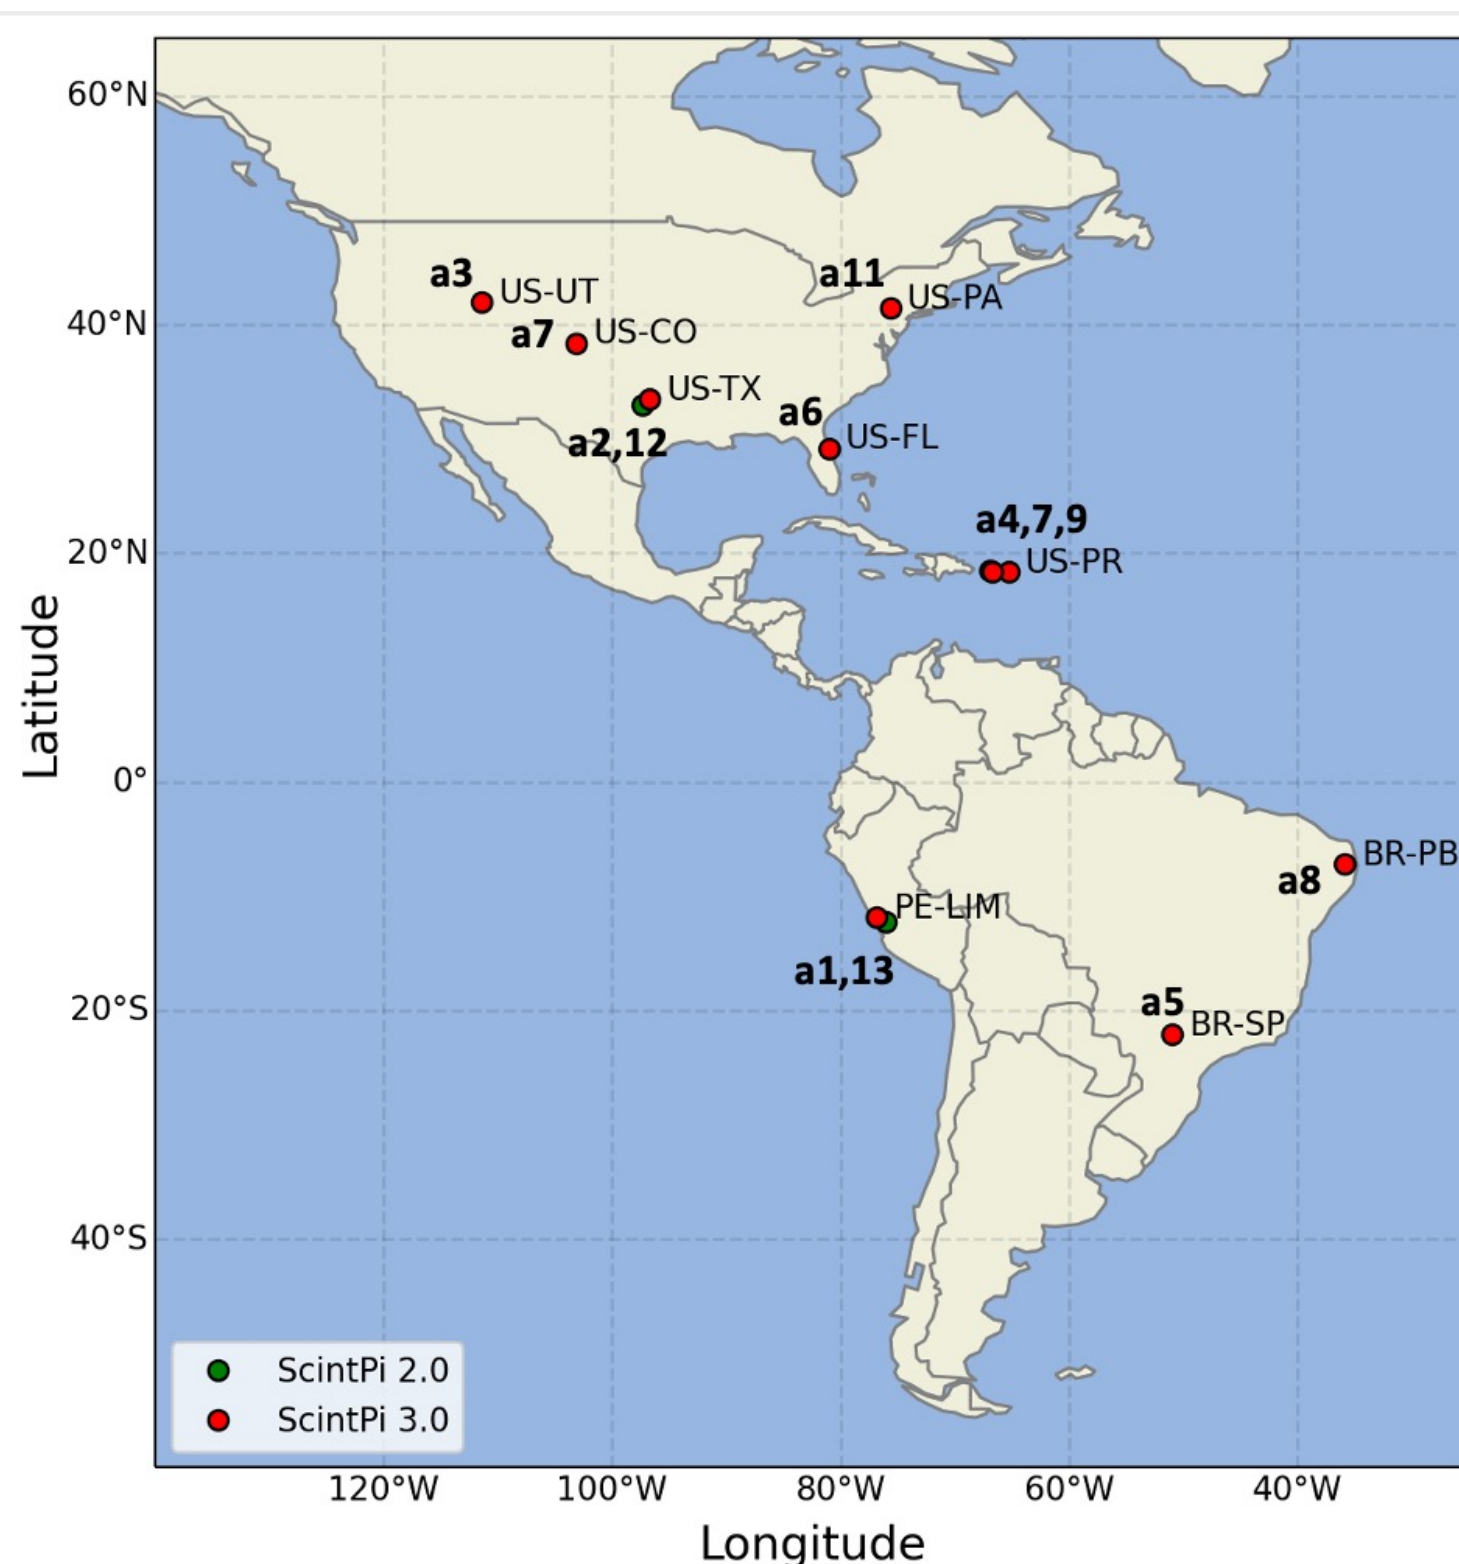 60°N
a3
US-UT
a11
US-PA
40°N
a7
US-CO
US-TX
a6
a2,12
US-FL
a4,7,9
20°N
US-PR
Latitude
0°
BR-PB
a8
PE-LIM
a1,13
20°S
a5
BR-SP
40°S
ScintPi 2.0
ScintPi 3.0
120°W 100°W 80°W 60°W 40°W
Longitude